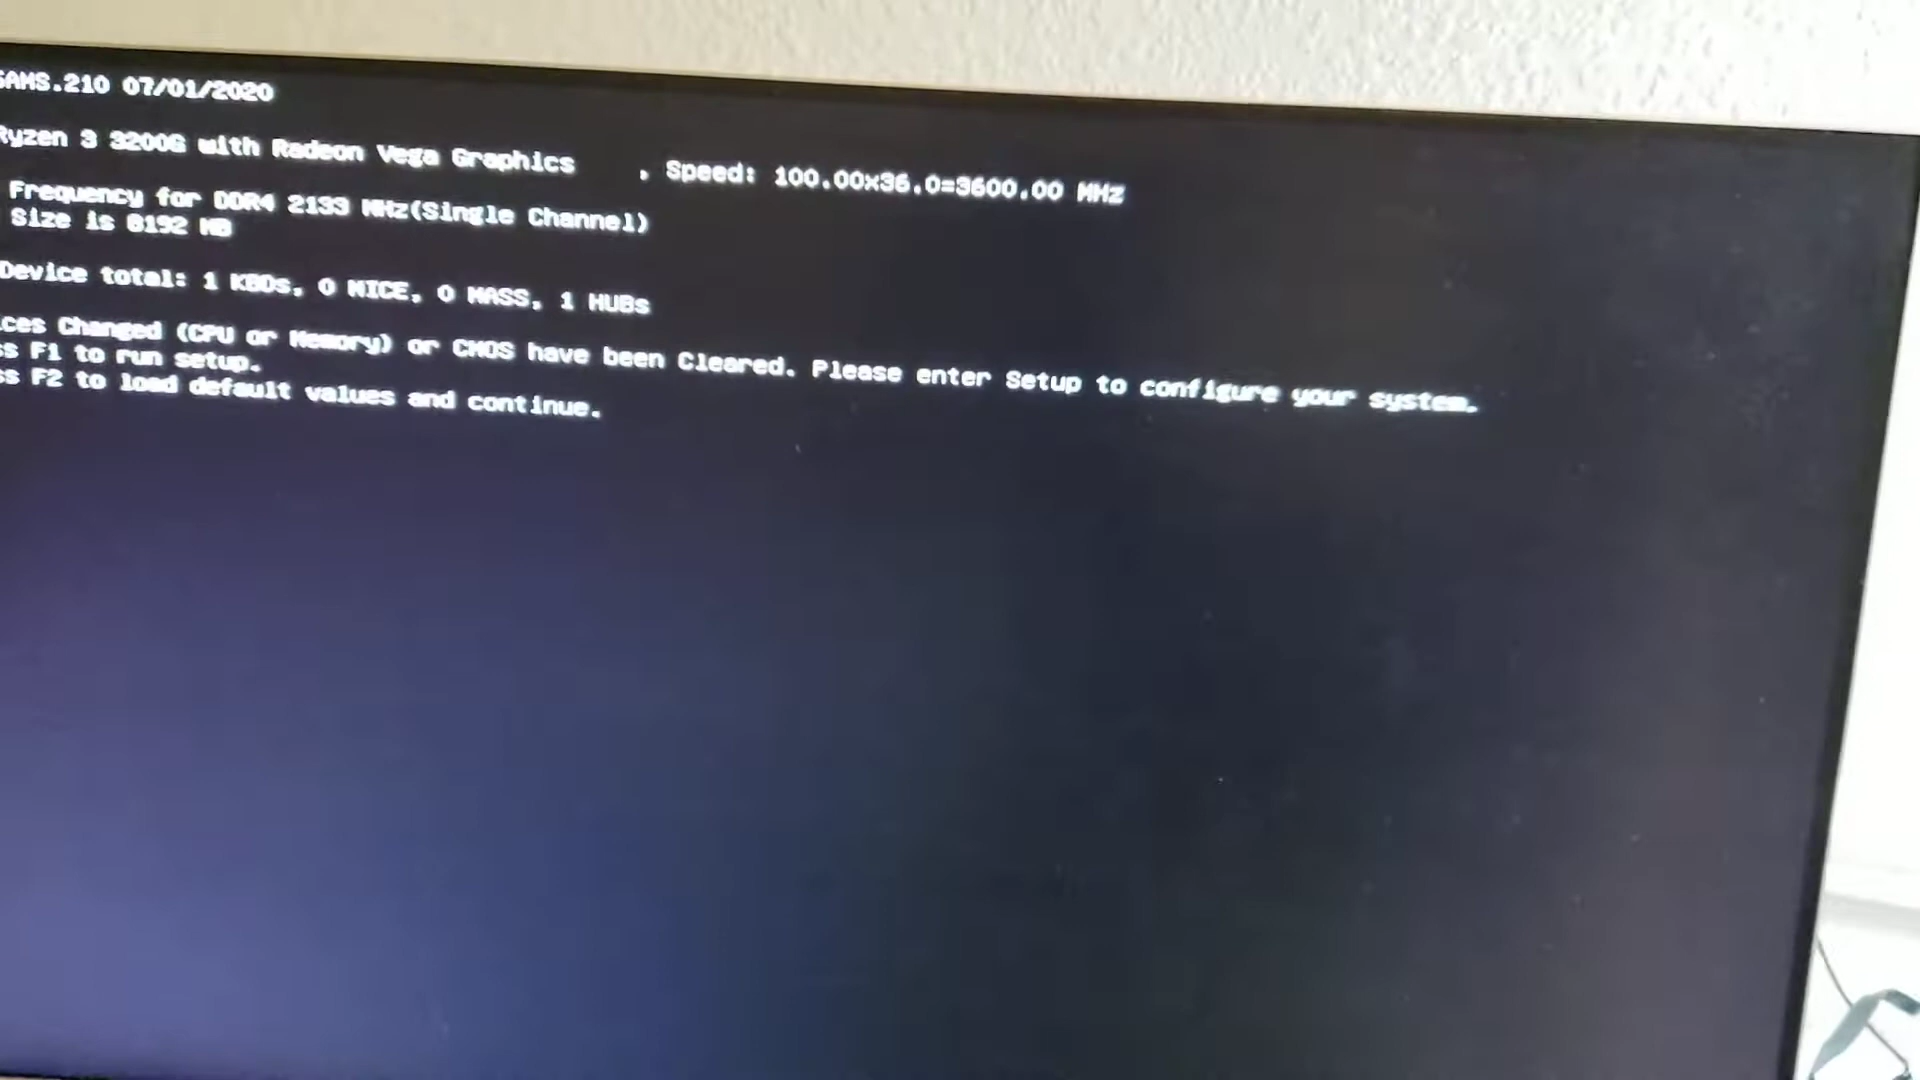 SAMS.210 07/01/2020
Ryzen 3 3200G with Radeon Vega Graphics , Speed: 100.00x36.0=3600.00 MHz
Frequency for DDR4 2133 MHz(Single Channel)
Size is 8192 MB
Device total: 1 KBDs, 0 MICE, 0 MASS, 1 HUBs
ces Changed (CPU or Memory) or CMOS have been Cleared. Please enter Setup to configure your system.
ss F1 to run setup.
ss F2 to load default values and continue.